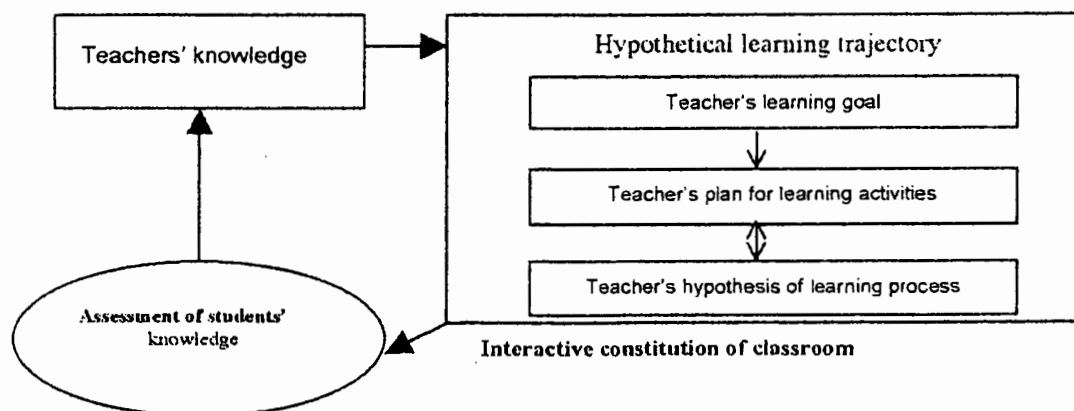 Teachers' knowledge
Hypothetical learning trajectory
Teacher's learning goal
Teacher's plan for learning activities
Teacher's hypothesis of learning process
Assessment of students'
knowledge
Interactive constitution of classroom